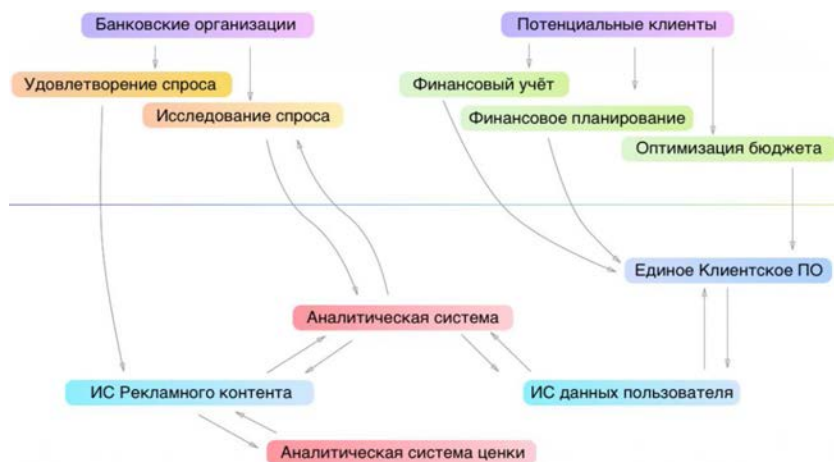 Банковские организации
Потенциальные клиенты
Удовлетворение спроса
Финансовый учёт
Исследование спроса
Финансовое планирование
Оптимизация бюджета
Единое Клиентское ПО
Аналитическая система
ИС Рекламного контента
ИС данных пользователя
Аналитическая система ценки